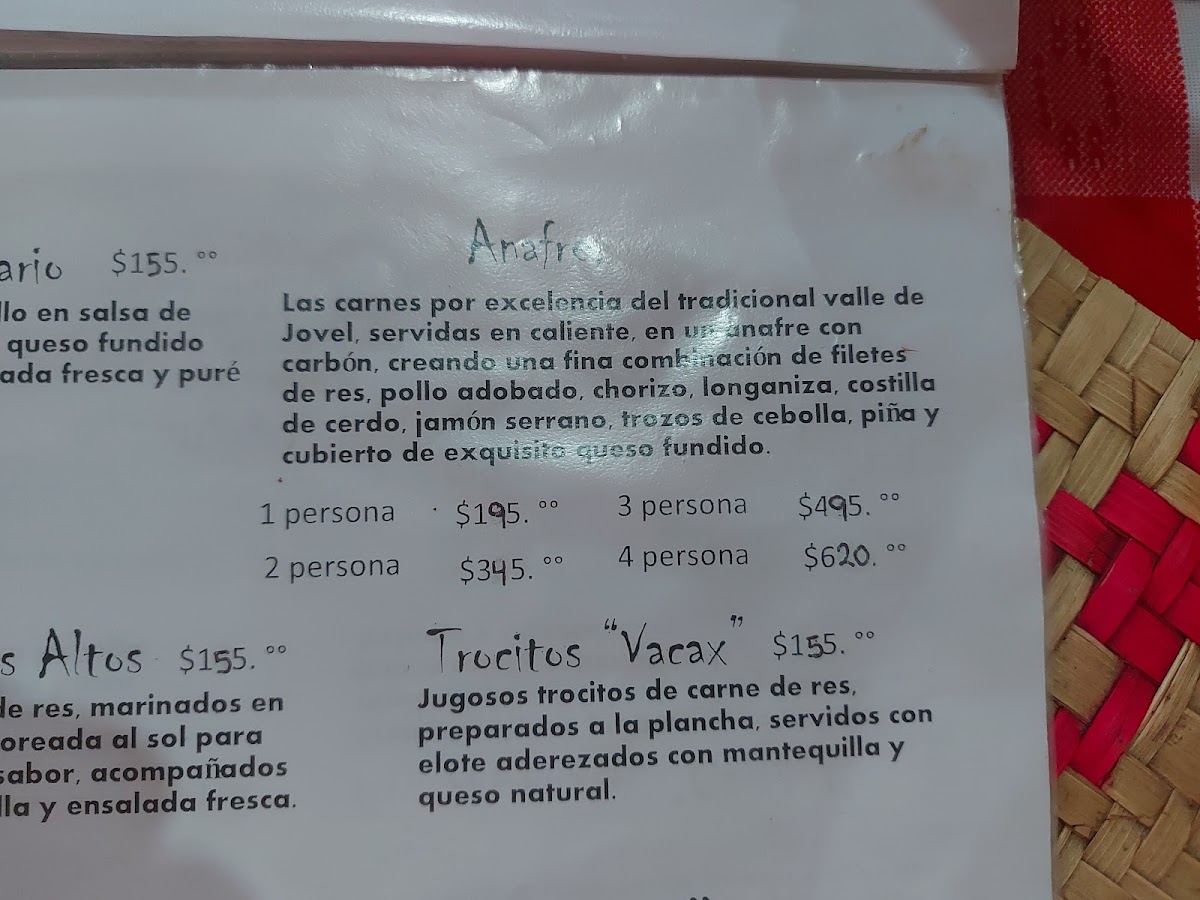 ario $155.°°
llo en salsa de
queso fundido
ada fresca y puré
Anafre
Las carnes por excelencia del tradicional valle de
Jovel, servidas en caliente, en un anafre con
carbón, creando una fina combinación de filetes
de res, pollo adobado, chorizo, longaniza, costilla
de cerdo, jamón serrano, trozos de cebolla, piña y
cubierto de exquisito queso fundido.
1 persona $195.°° 3 persona $495.°°
2 persona $345.°° 4 persona $620.°°
s Altos $155.°°
de res, marinados en
oreada al sol para
sabor, acompañados
lla y ensalada fresca.
Trocitos "Vacax" $155.°°
Jugosos trocitos de carne de res,
preparados a la plancha, servidos con
elote aderezados con mantequilla y
queso natural.